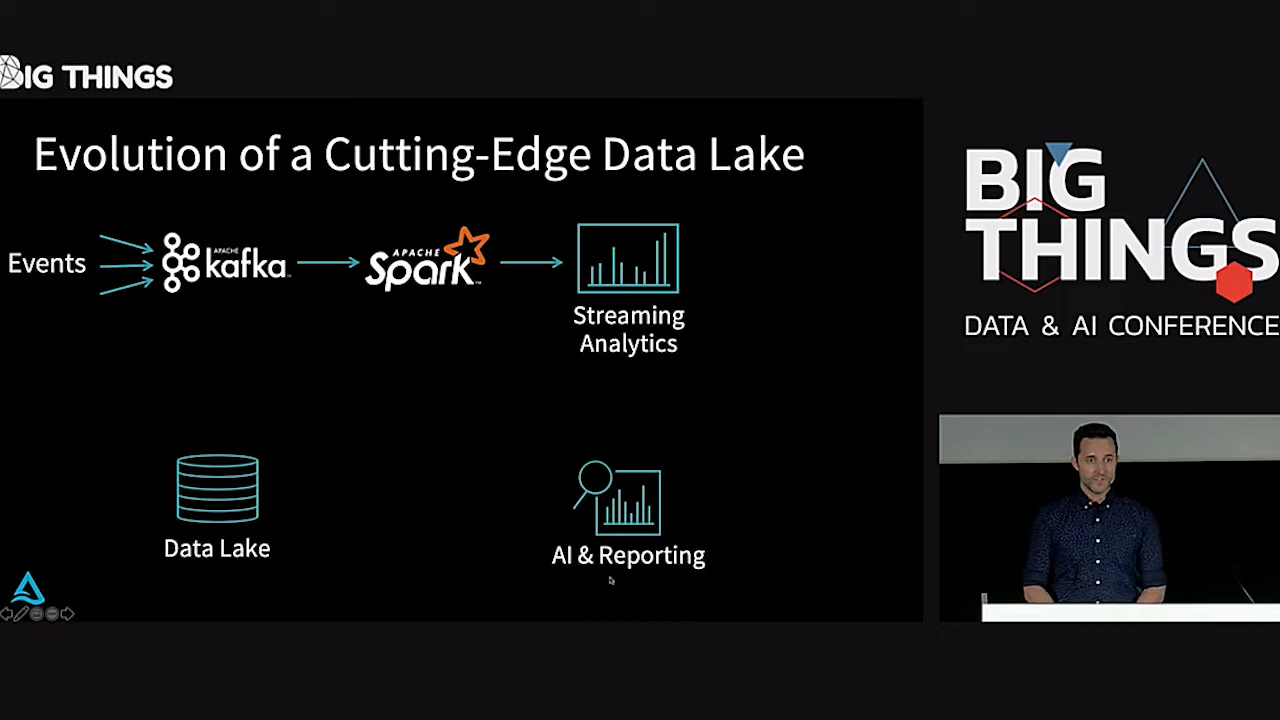 BIG THINGS
Evolution of a Cutting-Edge Data Lake
Events
APACHE
kafka
APACHE
Spark
Streaming
Analytics
Data Lake
AI & Reporting
BIG
THINGS
DATA & AI CONFERENCE